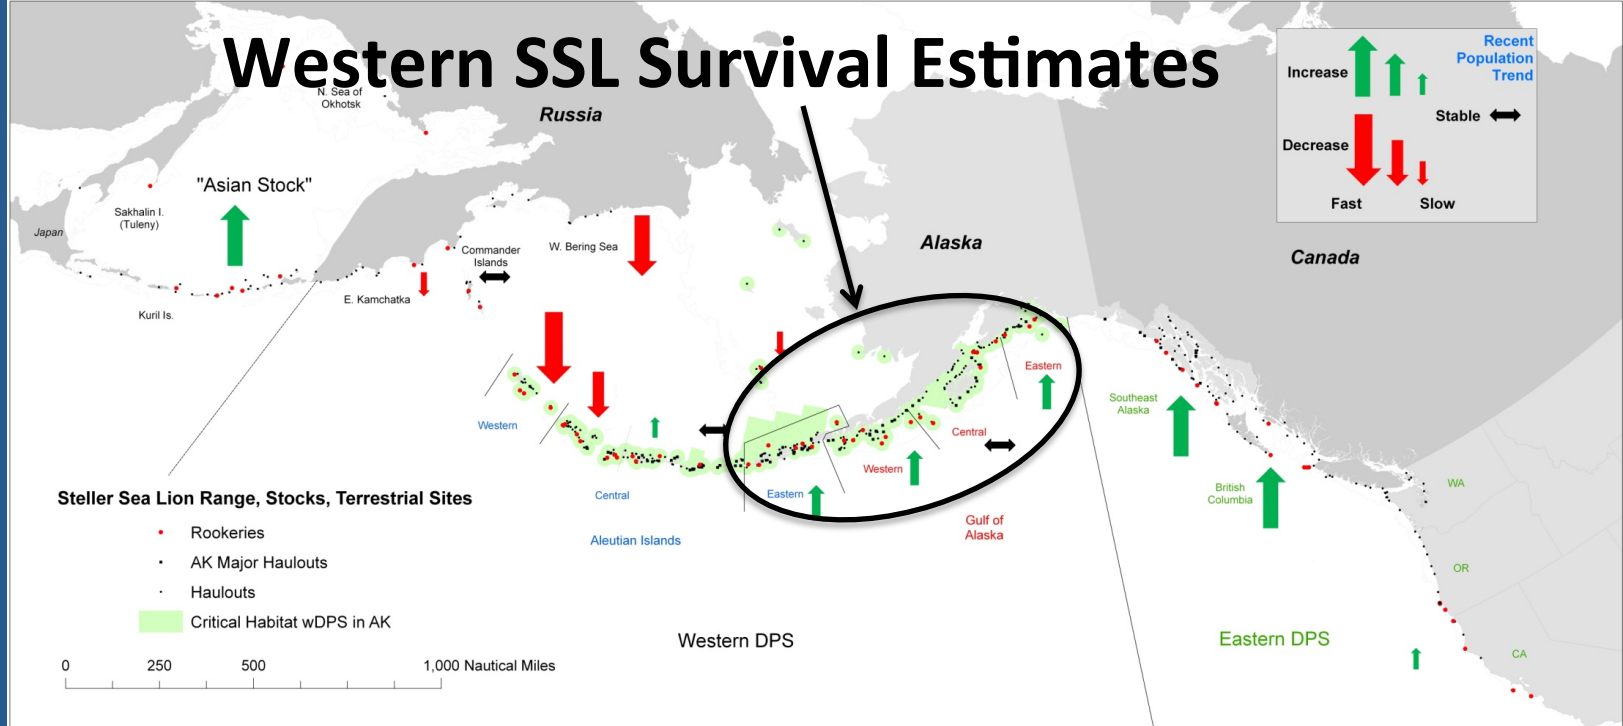 Western SSL Survival Estimates
Recent
Population
Trend
Increase
Stable
Decrease
Fast
Slow
N. Sea of
Okhotsk
Russia
"Asian Stock"
Sakhalin I.
(Tuleny)
Japan
Kuril Is.
E. Kamchatka
Commander
Islands
W. Bering Sea
Alaska
Canada
Western
Central
Eastern
Aleutian Islands
Western
Central
Eastern
Gulf of
Alaska
Southeast
Alaska
British
Columbia
WA
OR
CA
Steller Sea Lion Range, Stocks, Terrestrial Sites
Rookeries
AK Major Haulouts
Haulouts
Critical Habitat wDPS in AK
Western DPS
Eastern DPS
0 250 500 1,000 Nautical Miles